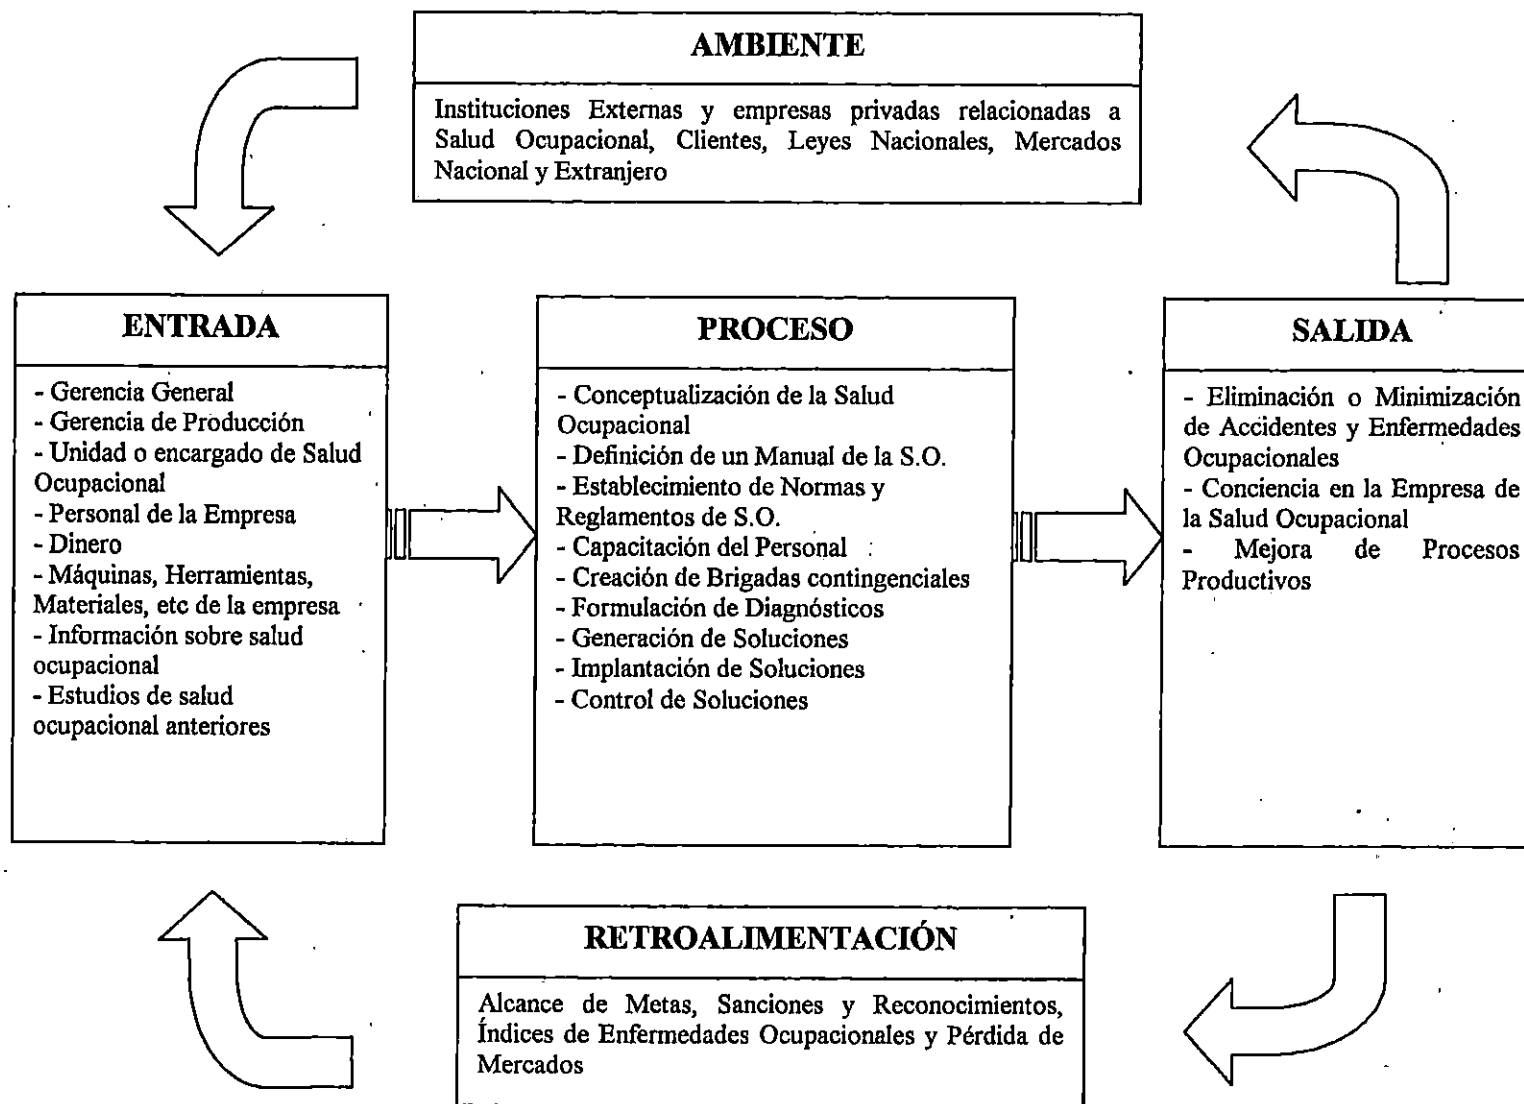 AMBIENTE
Instituciones Externas y empresas privadas relacionadas a
Salud Ocupacional, Clientes, Leyes Nacionales, Mercados
Nacional y Extranjero
ENTRADA
- Gerencia General
- Gerencia de Producción
- Unidad o encargado de Salud
Ocupacional
- Personal de la Empresa
- Dinero
- Máquinas, Herramientas,
Materiales, etc de la empresa
- Información sobre salud
ocupacional
- Estudios de salud
ocupacional anteriores
PROCESO
- Conceptualización de la Salud
Ocupacional
- Definición de un Manual de la S.O.
- Establecimiento de Normas y
Reglamentos de S.O.
- Capacitación del Personal
- Creación de Brigadas contingenciales
- Formulación de Diagnósticos
- Generación de Soluciones
- Implantación de Soluciones
- Control de Soluciones
SALIDA
- Eliminación o Minimización
de Accidentes y Enfermedades
Ocupacionales
- Conciencia en la Empresa de
la Salud Ocupacional
- Mejora de Procesos
Productivos
RETROALIMENTACIÓN
Alcance de Metas, Sanciones y Reconocimientos,
Índices de Enfermedades Ocupacionales y Pérdida de
Mercados